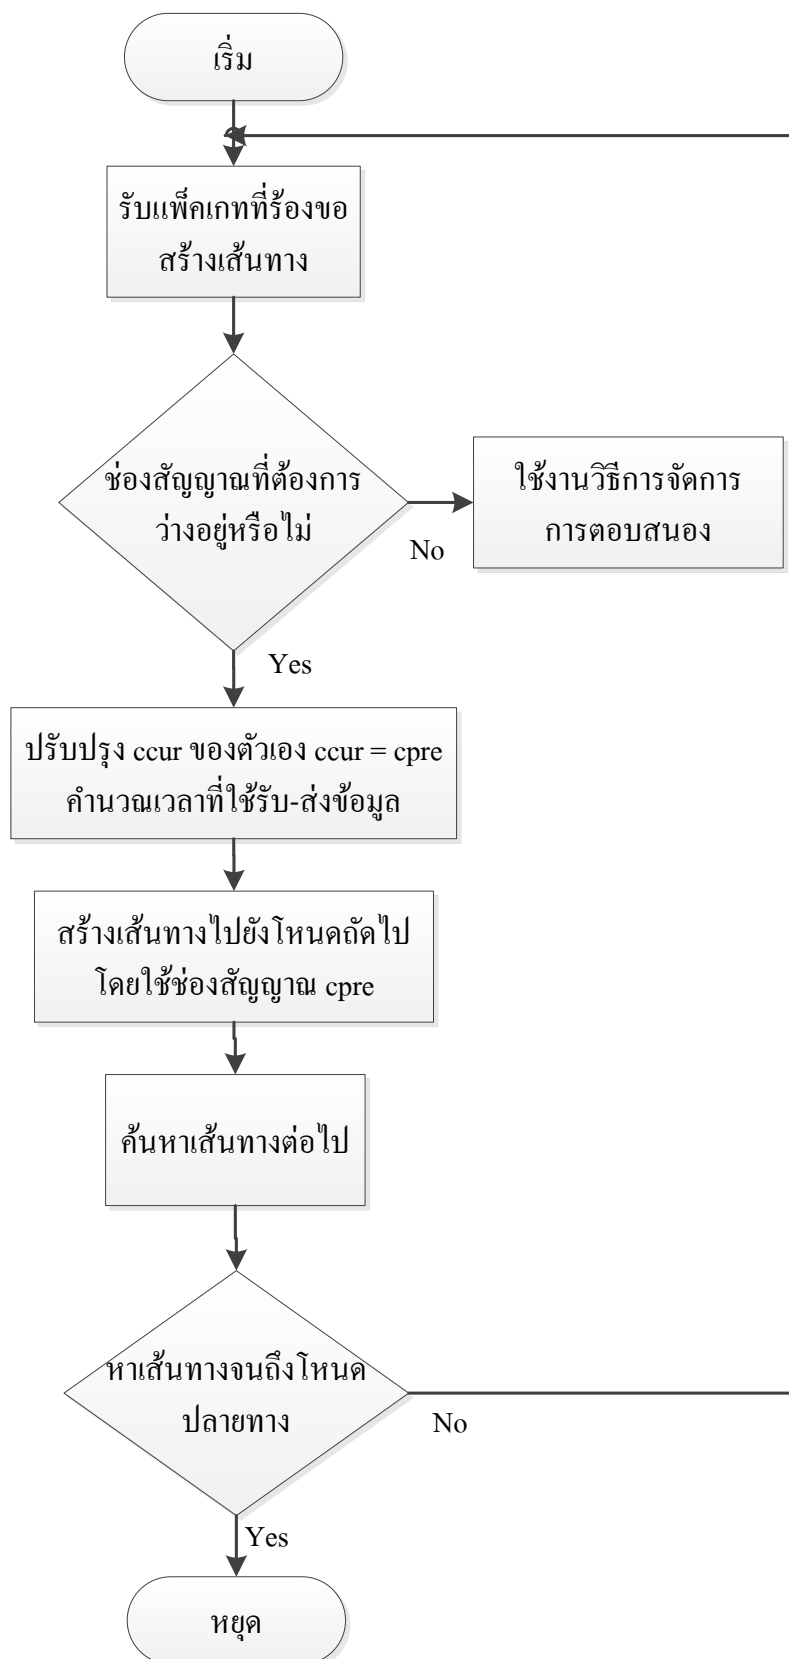 เริ่ม
รับแพ็คเกทที่ร้องขอ
สร้างเส้นทาง
ช่องสัญญาณที่ต้องการ
ว่างอยู่หรือไม่
No
ใช้งานวิธีการจัดการ
การตอบสนอง
Yes
ปรับปรุง ccur ของตัวเอง ccur = cpre
คำนวณเวลาที่ใช้รับ-ส่งข้อมูล
สร้างเส้นทางไปยังโหนดถัดไป
โดยใช้ช่องสัญญาณ cpre
ค้นหาเส้นทางต่อไป
หาเส้นทางจนถึงโหนด
ปลายทาง
No
Yes
หยุด